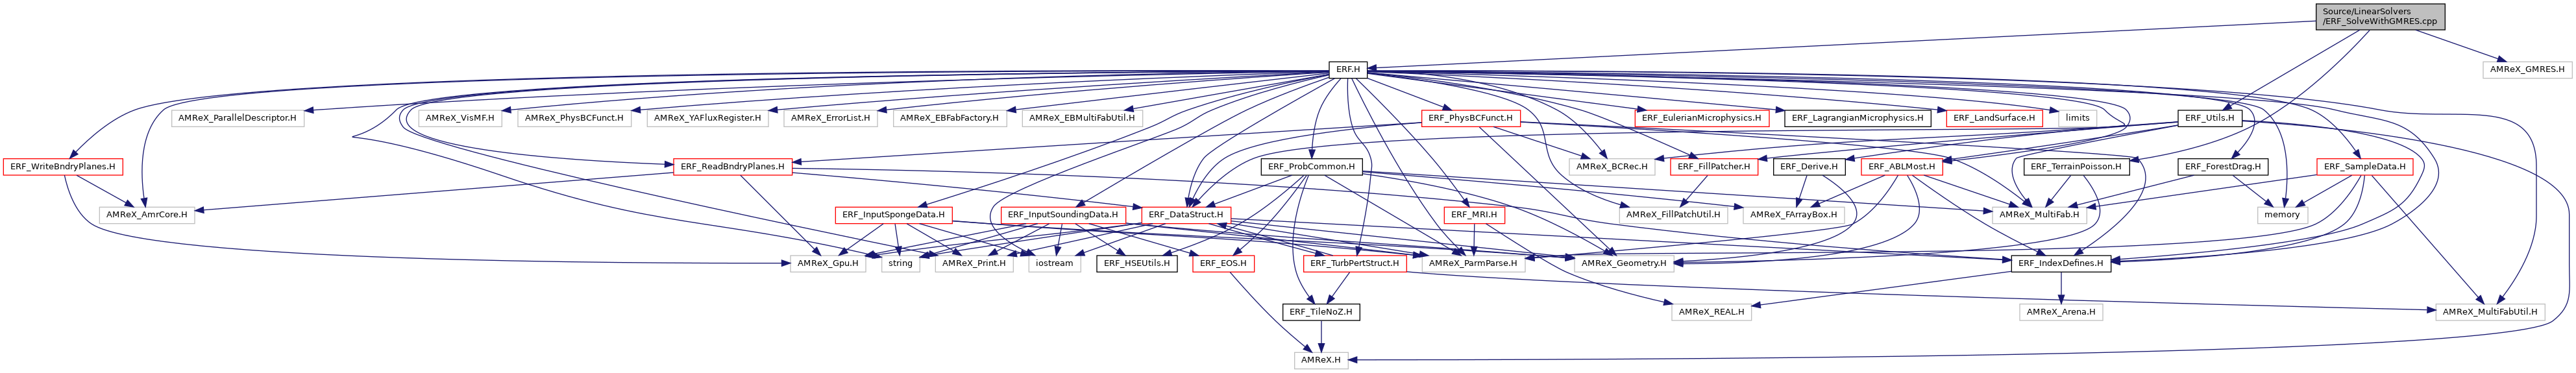 Source/LinearSolvers
/ERF_SolveWithGMRES.cpp
ERF.H
AMReX_GMRES.H
AMReX_ParallelDescriptor.H
AMReX_VisMF.H
AMReX_PhysBCFunct.H
AMReX_YAFluxRegister.H
AMReX_ErrorList.H
AMReX_EBFabFactory.H
AMReX_EBMultiFabUtil.H
ERF_PhysBCFunct.H
ERF_EulerianMicrophysics.H
ERF_LagrangianMicrophysics.H
ERF_LandSurface.H
limits
ERF_Utils.H
ERF_WriteBndryPlanes.H
ERF_ReadBndryPlanes.H
ERF_ProbCommon.H
AMReX_BCRec.H
ERF_FillPatcher.H
ERF_Derive.H
ERF_ABLMost.H
ERF_TerrainPoisson.H
ERF_ForestDrag.H
ERF_SampleData.H
AMReX_AmrCore.H
ERF_InputSpongeData.H
ERF_InputSoundingData.H
ERF_DataStruct.H
ERF_MRI.H
AMReX_FillPatchUtil.H
AMReX_FArrayBox.H
AMReX_MultiFab.H
memory
AMReX_Gpu.H
string
AMReX_Print.H
iostream
ERF_HSEUtils.H
ERF_EOS.H
ERF_TurbPertStruct.H
AMReX_ParmParse.H
AMReX_Geometry.H
ERF_IndexDefines.H
ERF_TileNoZ.H
AMReX_REAL.H
AMReX_Arena.H
AMReX_MultiFabUtil.H
AMReX.H